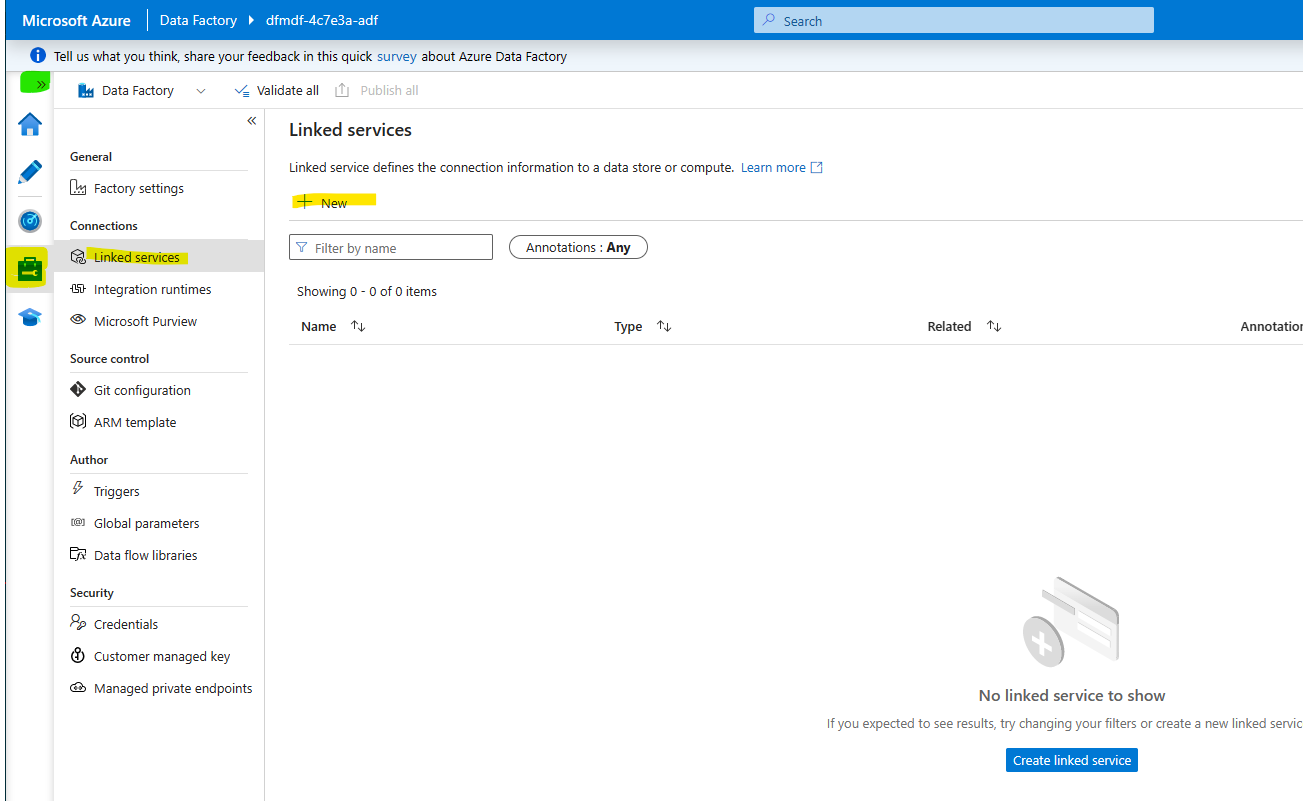 Microsoft Azure Data Factory dfmdf-4c7e3a-adf Search
Tell us what you think, share your feedback in this quick survey about Azure Data Factory
» Data Factory Validate all Publish all
«
General
Factory settings
Connections
Linked services
Integration runtimes
Microsoft Purview
Source control
Git configuration
ARM template
Author
Triggers
Global parameters
Data flow libraries
Security
Credentials
Customer managed key
Managed private endpoints
Linked services
Linked service defines the connection information to a data store or compute. Learn more
+ New
Filter by name Annotations : Any
Showing 0 - 0 of 0 items
Name Type Related Annotation
No linked service to show
If you expected to see results, try changing your filters or create a new linked servic
Create linked service